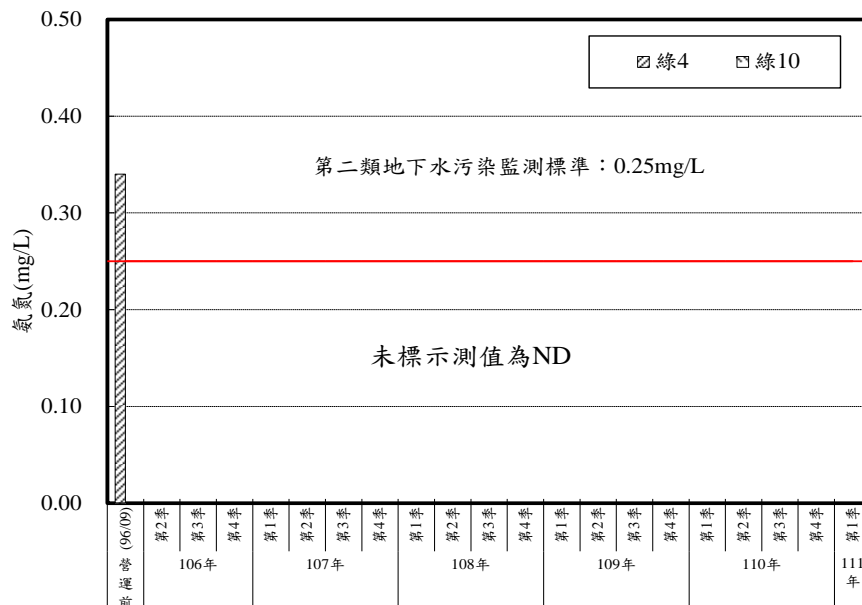 0.50
綠4 綠10
0.40
第二類地下水污染監測標準：0.25mg/L
0.30
氨氮(mg/L)
0.20
未標示測值為ND
0.10
0.00
(96/09) 第2季 第3季 第4季 第1季 第2季 第3季 第4季 第1季 第2季 第3季 第4季 第1季 第2季 第3季 第4季 第1季 第2季 第3季 第4季 第1季
營運前 106年 107年 108年 109年 110年 111年